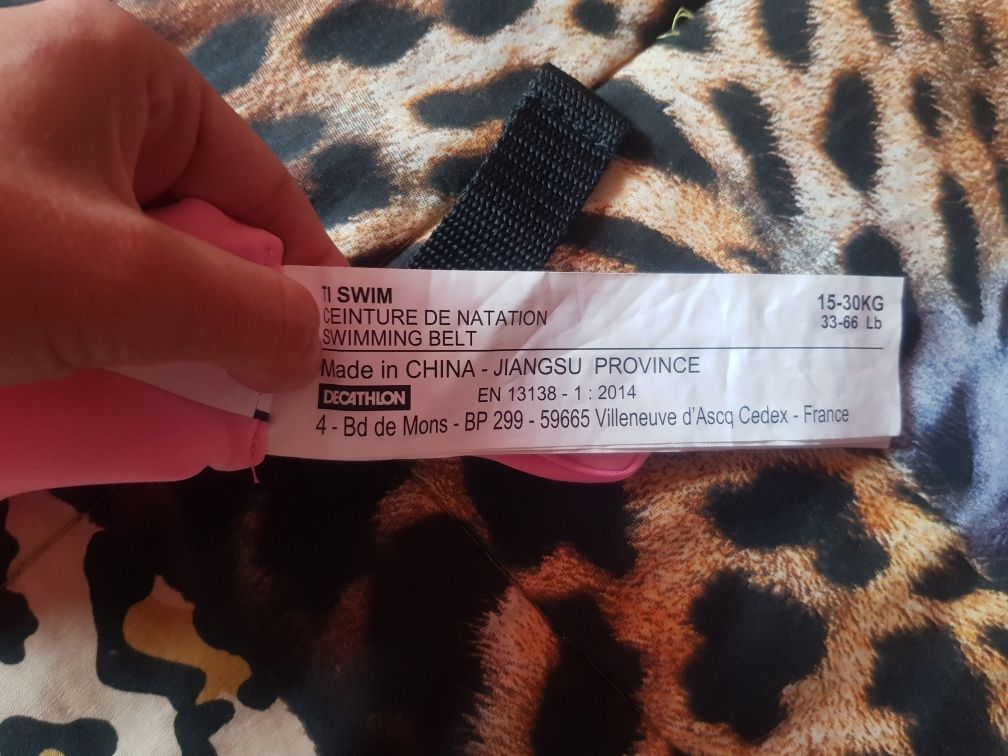 TI SWIM
CEINTURE DE NATATION
SWIMMING BELT
15-30KG
33-66 Lb
Made in CHINA - JIANGSU PROVINCE
DECATHLON EN 13138 - 1 : 2014
4 - Bd de Mons - BP 299 - 59665 Villeneuve d'Ascq Cedex - France